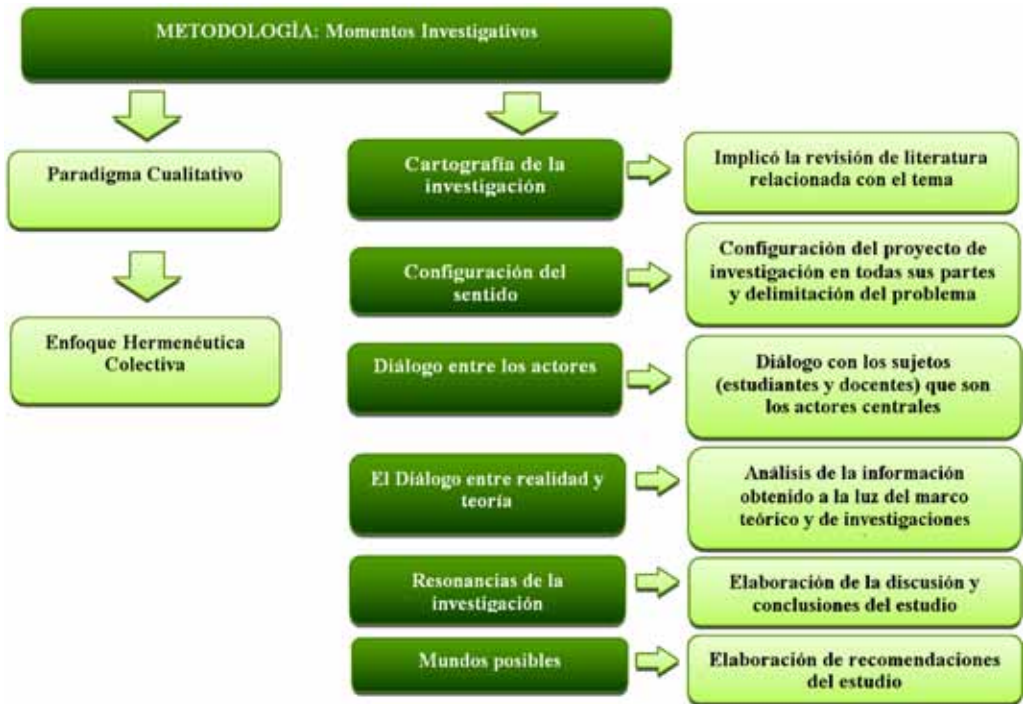 METODOLOGÌA: Momentos Investigativos
Paradigma Cualitativo
Enfoque Hermenéutica
Colectiva
Cartografía de la
investigación
Implicó la revisión de literatura
relacionada con el tema
Configuración del
sentido
Configuración del proyecto de
investigación en todas sus partes
y delimitación del problema
Diálogo entre los actores
Diálogo con los sujetos
(estudiantes y docentes) que son
los actores centrales
El Diálogo entre realidad y
teoría
Análisis de la información
obtenido a la luz del marco
teórico y de investigaciones
Resonancias de la
investigación
Elaboración de la discusión y
conclusiones del estudio
Mundos posibles
Elaboración de recomendaciones
del estudio